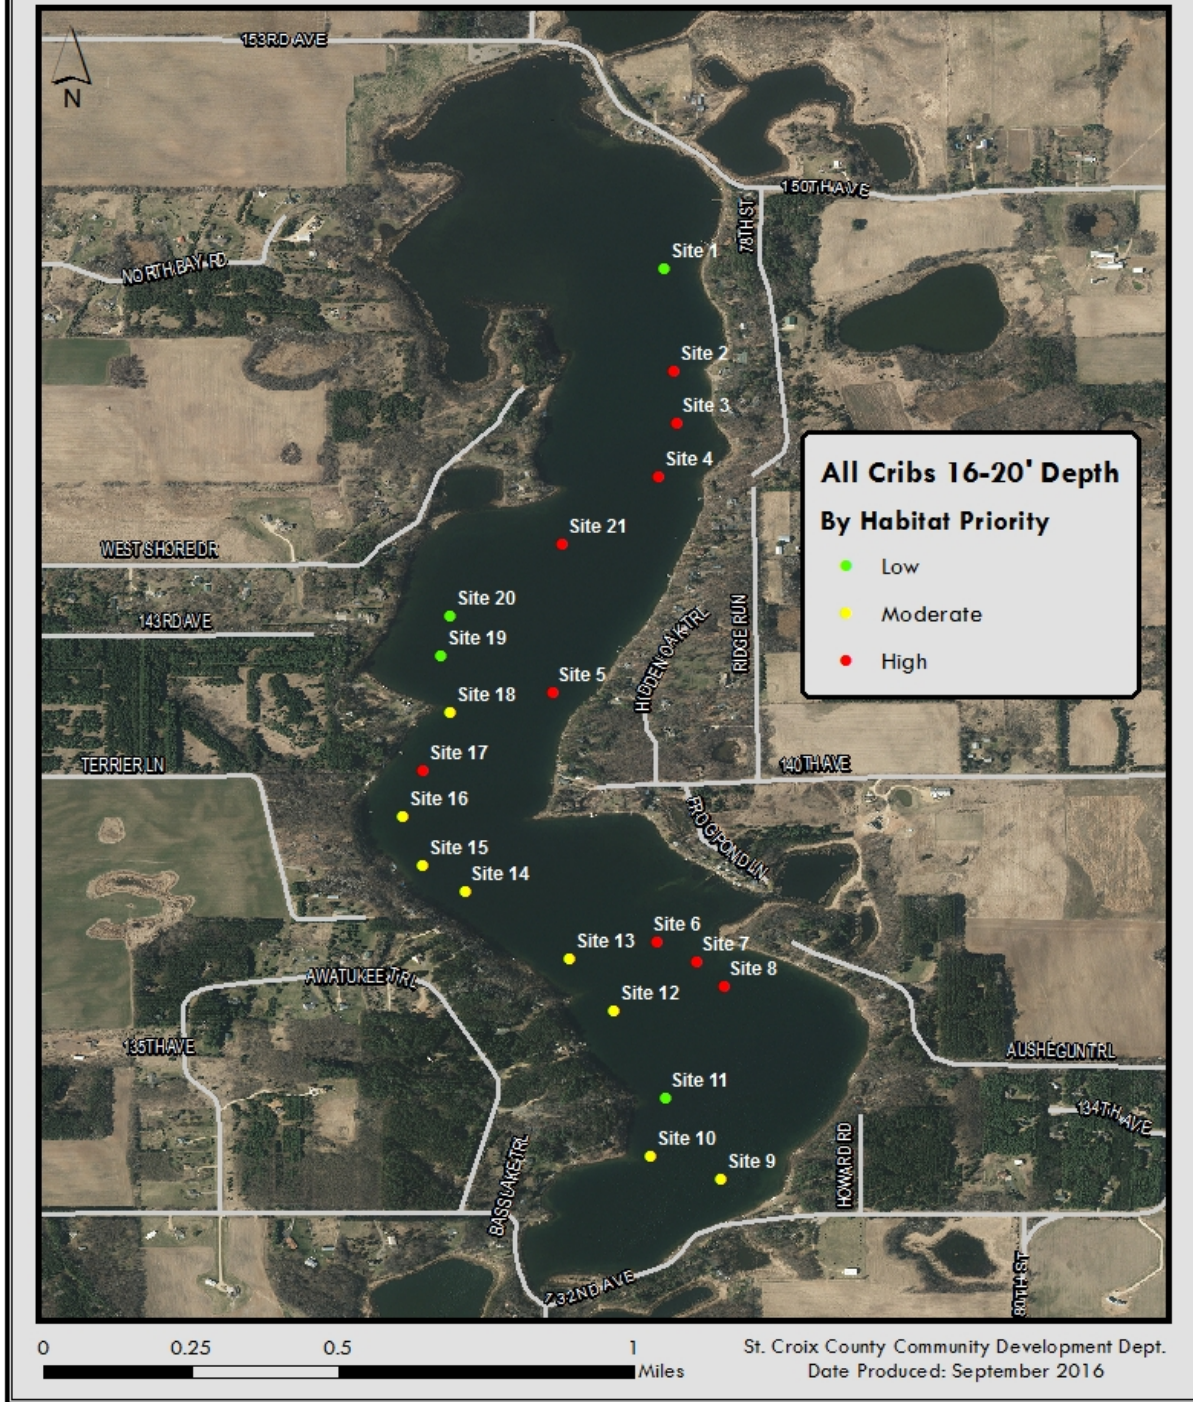 153RD AVE
N
150TH AVE
78TH ST
Site 1
NORTH BAY RD
Site 2
Site 3
Site 4
All Cribs 16-20' Depth
By Habitat Priority
Low
Moderate
High
Site 21
WEST SHORE DR
Site 20
143RD AVE
Site 19
HIDDEN OAK TRL
RIDGE RUN
Site 5
Site 18
Site 17
TERRIER LN
140TH AVE
Site 16
FROG POND LN
Site 15
Site 14
Site 6
Site 13
Site 7
Site 8
AWATUKEE TRL
Site 12
135TH AVE
AUSHEGUN TRL
Site 11
134TH AVE
Site 10
Site 9
HOWARD RD
BASS LAKE TRL
132ND AVE
80TH ST
0 0.25 0.5 1
Miles
St. Croix County Community Development Dept.
Date Produced: September 2016